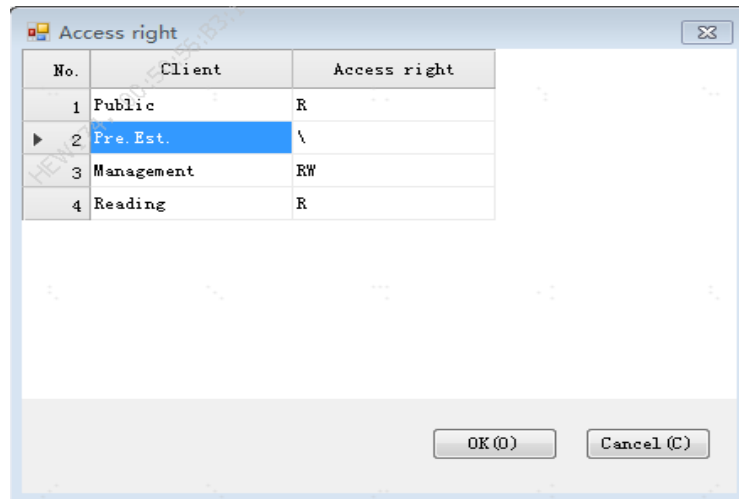 Access right
No. Client Access right
1 Public R
2 Pre.Est. \
3 Management RW
4 Reading R
OK(O) Cancel(C)